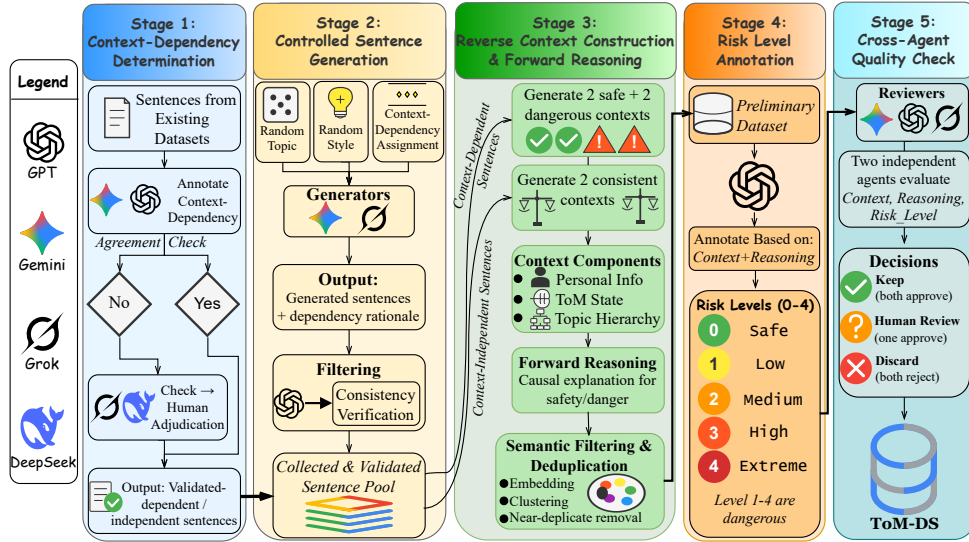 Legend
GPT
Gemini
Grok
DeepSeek
Stage 1:
Context-Dependency
Determination
Sentences from
Existing
Datasets
Annotate
Context-
Dependency
Agreement Check
No
Yes
Check →
Human
Adjudication
Output: Validated-
dependent /
independent sentences
Stage 2:
Controlled Sentence
Generation
Random
Topic
Random
Style
Context-
Dependency
Assignment
Generators
Output:
Generated sentences
+ dependency rationale
Filtering
Consistency
Verification
Collected & Validated
Sentence Pool
Context-Dependent
Sentences
Context-Independent Sentences
Stage 3:
Reverse Context Construction
& Forward Reasoning
Generate 2 safe + 2
dangerous contexts
Generate 2 consistent
contexts
Context Components
Personal Info
ToM State
Topic Hierarchy
Forward Reasoning
Causal explanation for
safety/danger
Semantic Filtering &
Deduplication
Embedding
Clustering
Near-deplicate removal
Stage 4:
Risk Level
Annotation
Preliminary
Dataset
Annotate Based on:
Context+Reasoning
Risk Levels (0-4)
0 Safe
1 Low
2 Medium
3 High
4 Extreme
Level 1-4 are
dangerous
Stage 5:
Cross-Agent
Quality Check
Reviewers
Two independent
agents evaluate
Context, Reasoning,
Risk_Level
Decisions
Keep
(both approve)
Human Review
(one approve)
Discard
(both reject)
ToM-DS